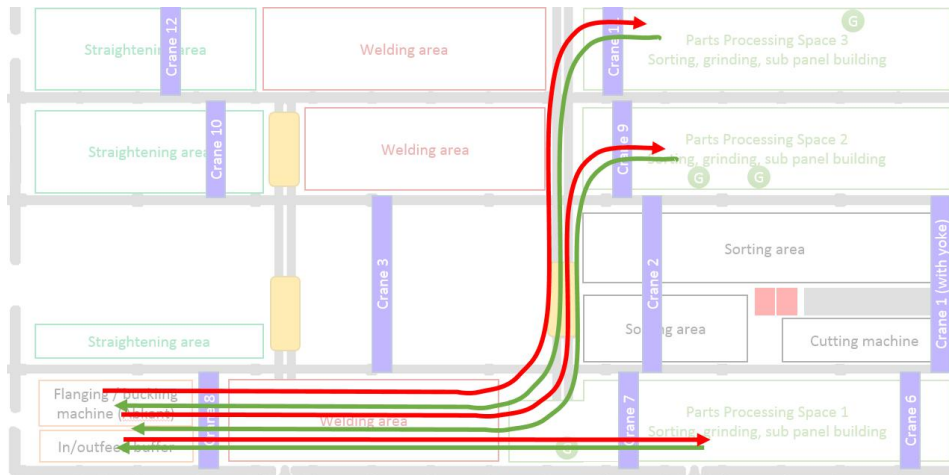 Crane 12
Crane 1
G
Straightening area
Welding area
Parts Processing Space 3
Sorting, grinding, sub panel building
Crane 10
Crane 9
Straightening area
Welding area
Parts Processing Space 2
Sorting, grinding, sub panel building
G
G
Crane 3
Crane 2
Sorting area
Crane 1 (with yoke)
Sorting area
Straightening area
Cutting machine
Flanging / buckling
machine
Crane 8
Welding area
Crane 7
Crane 6
Parts Processing Space 1
Sorting, grinding, sub panel building
In/outfeed buffer
G